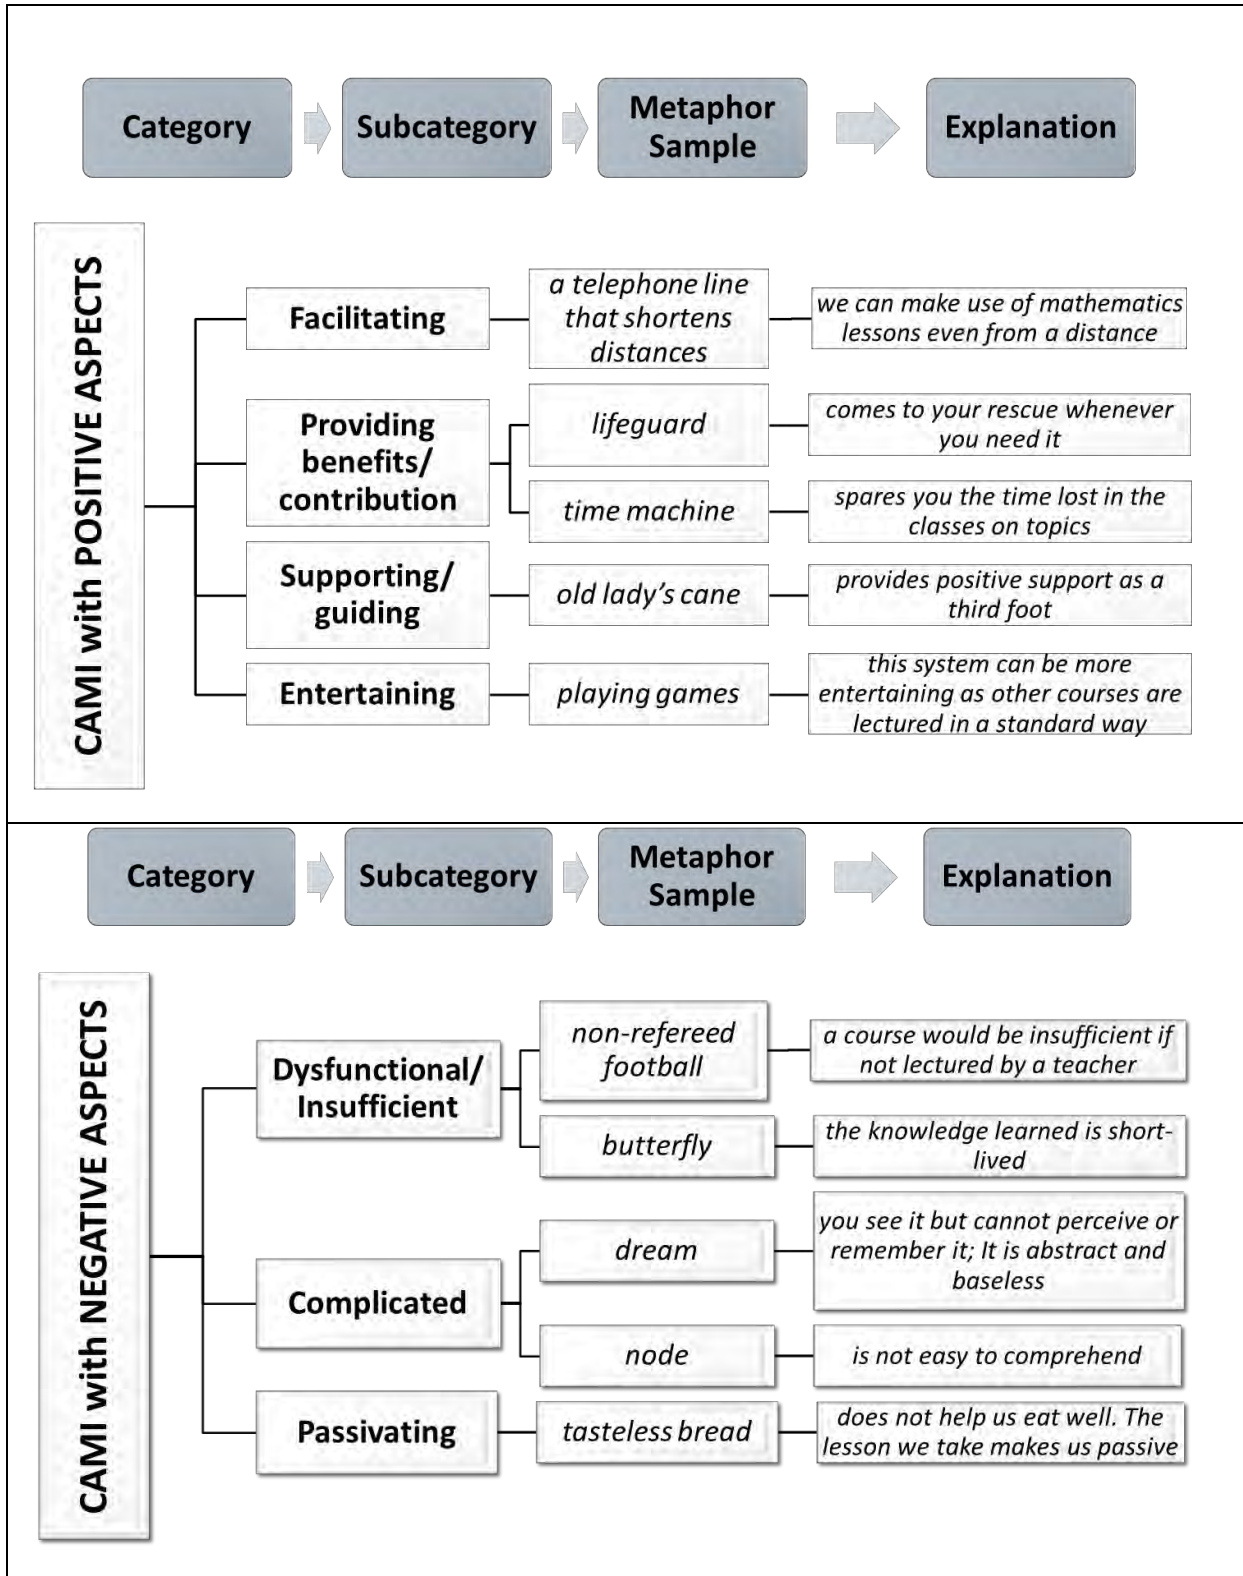 Category
Subcategory
Metaphor
Sample
Explanation
CAMI with POSITIVE ASPECTS
Facilitating
a telephone line
that shortens
distances
we can make use of mathematics
lessons even from a distance
Providing
benefits/
contribution
lifeguard
comes to your rescue whenever
you need it
time machine
spares you the time lost in the
classes on topics
Supporting/
guiding
old lady’s cane
provides positive support as a
third foot
Entertaining
playing games
this system can be more
entertaining as other courses are
lectured in a standard way
Category
Subcategory
Metaphor
Sample
Explanation
CAMI with NEGATIVE ASPECTS
Dysfunctional/
Insufficient
non-refereed
football
a course would be insufficient if
not lectured by a teacher
butterfly
the knowledge learned is short-
lived
Complicated
dream
you see it but cannot perceive or
remember it; It is abstract and
baseless
node
is not easy to comprehend
Passivating
tasteless bread
does not help us eat well. The
lesson we take makes us passive